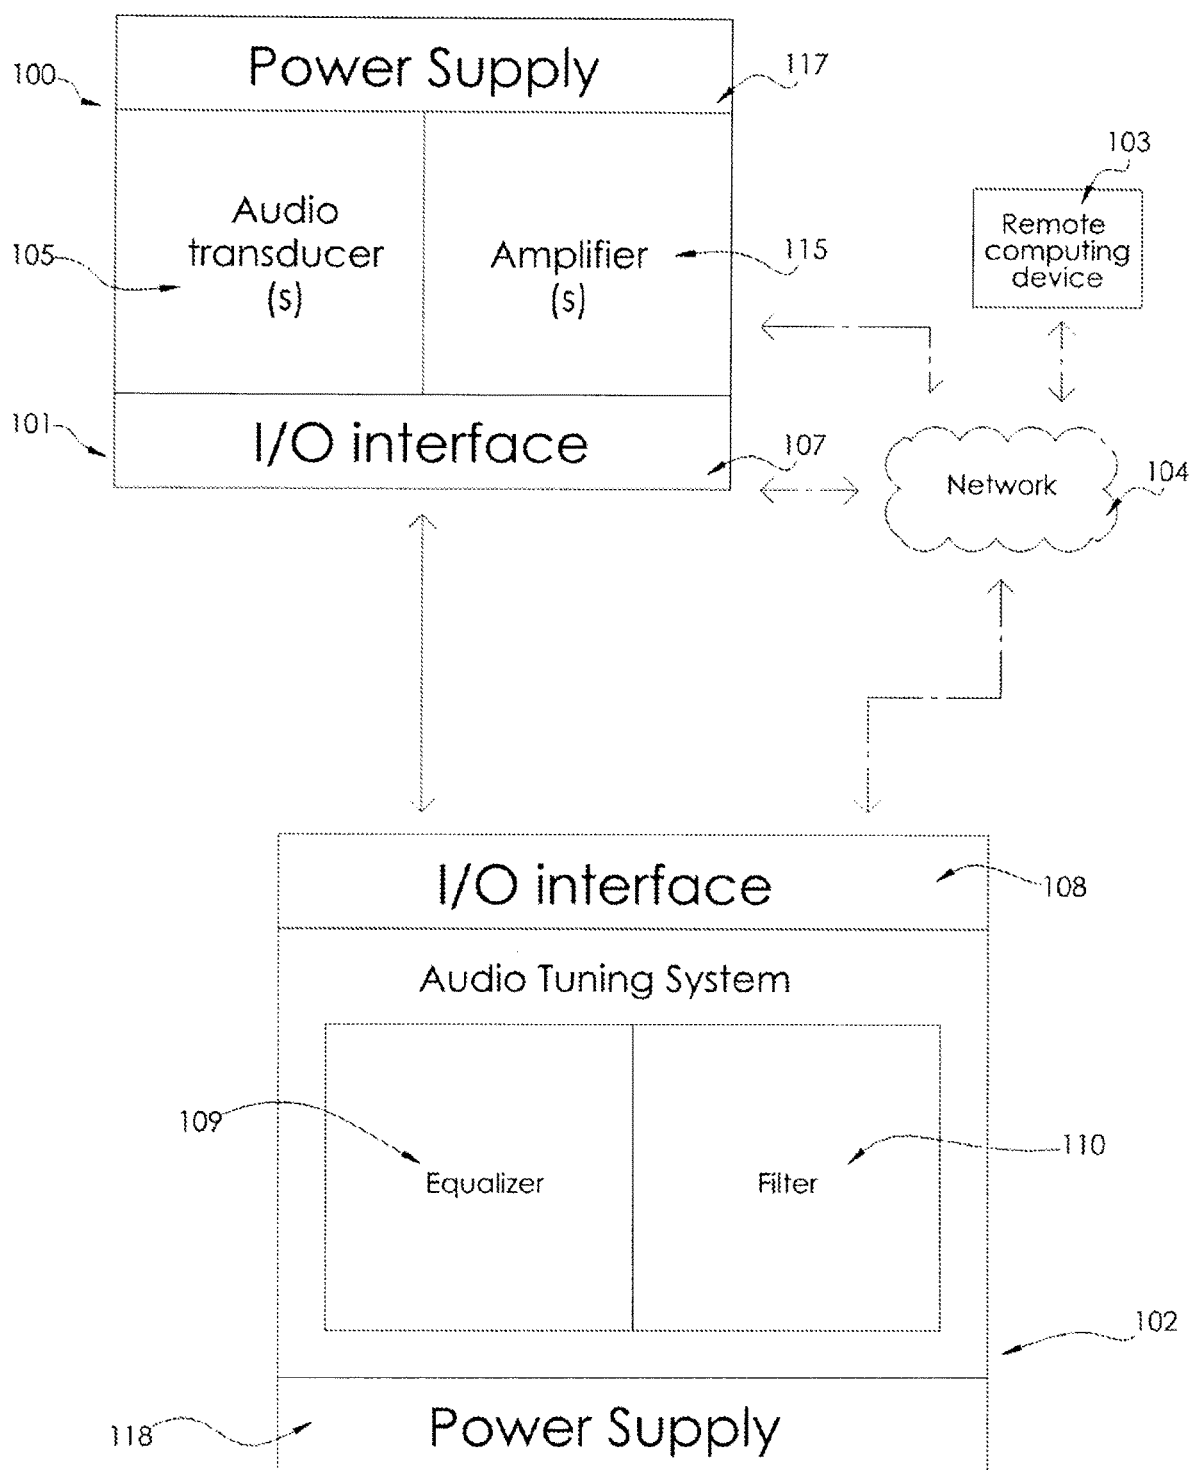 Power Supply
117
100
103
Audio
transducer
(s)
Amplifier
(s)
105
115
Remote
computing
device
101
I/O interface
107
Network
104
I/O interface
108
Audio Tuning System
109
Equalizer
Filter
110
102
118
Power Supply